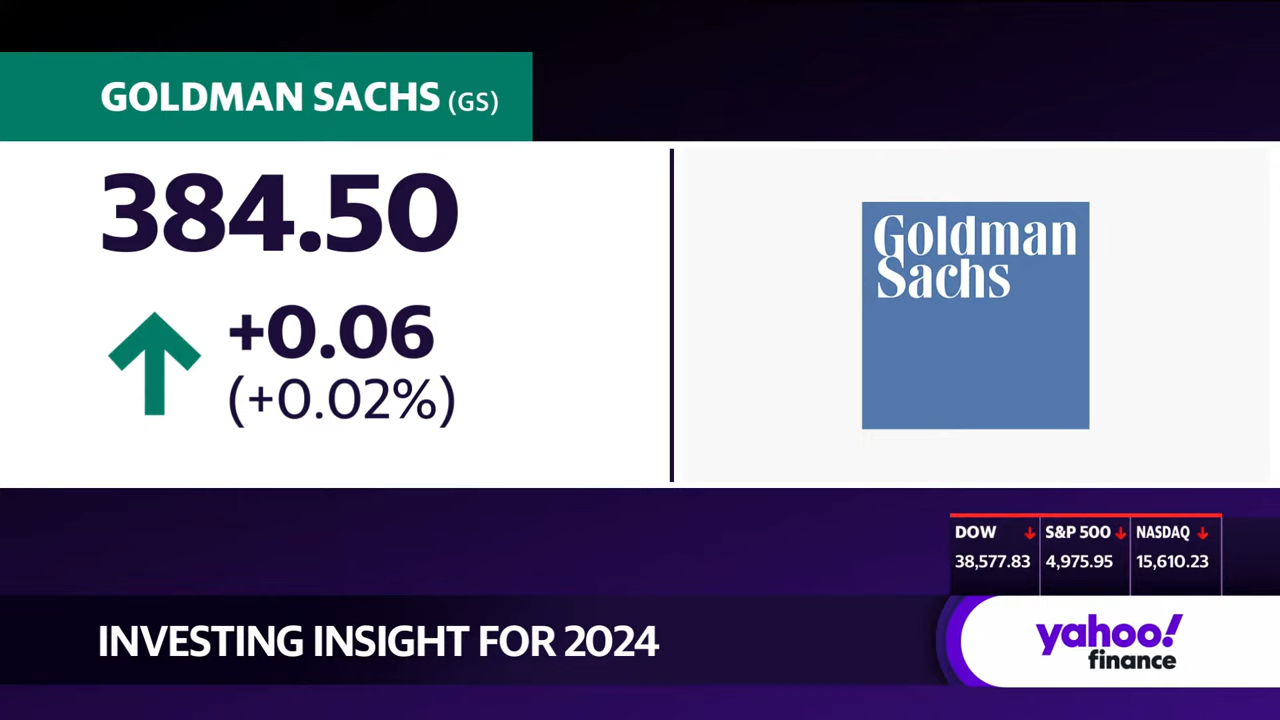 GOLDMAN SACHS (GS)
384.50
+0.06
(+0.02%)
Goldman
Sachs
DOW S&P 500 NASDAQ
38,577.83 4,975.95 15,610.23
INVESTING INSIGHT FOR 2024
yahoo!
finance